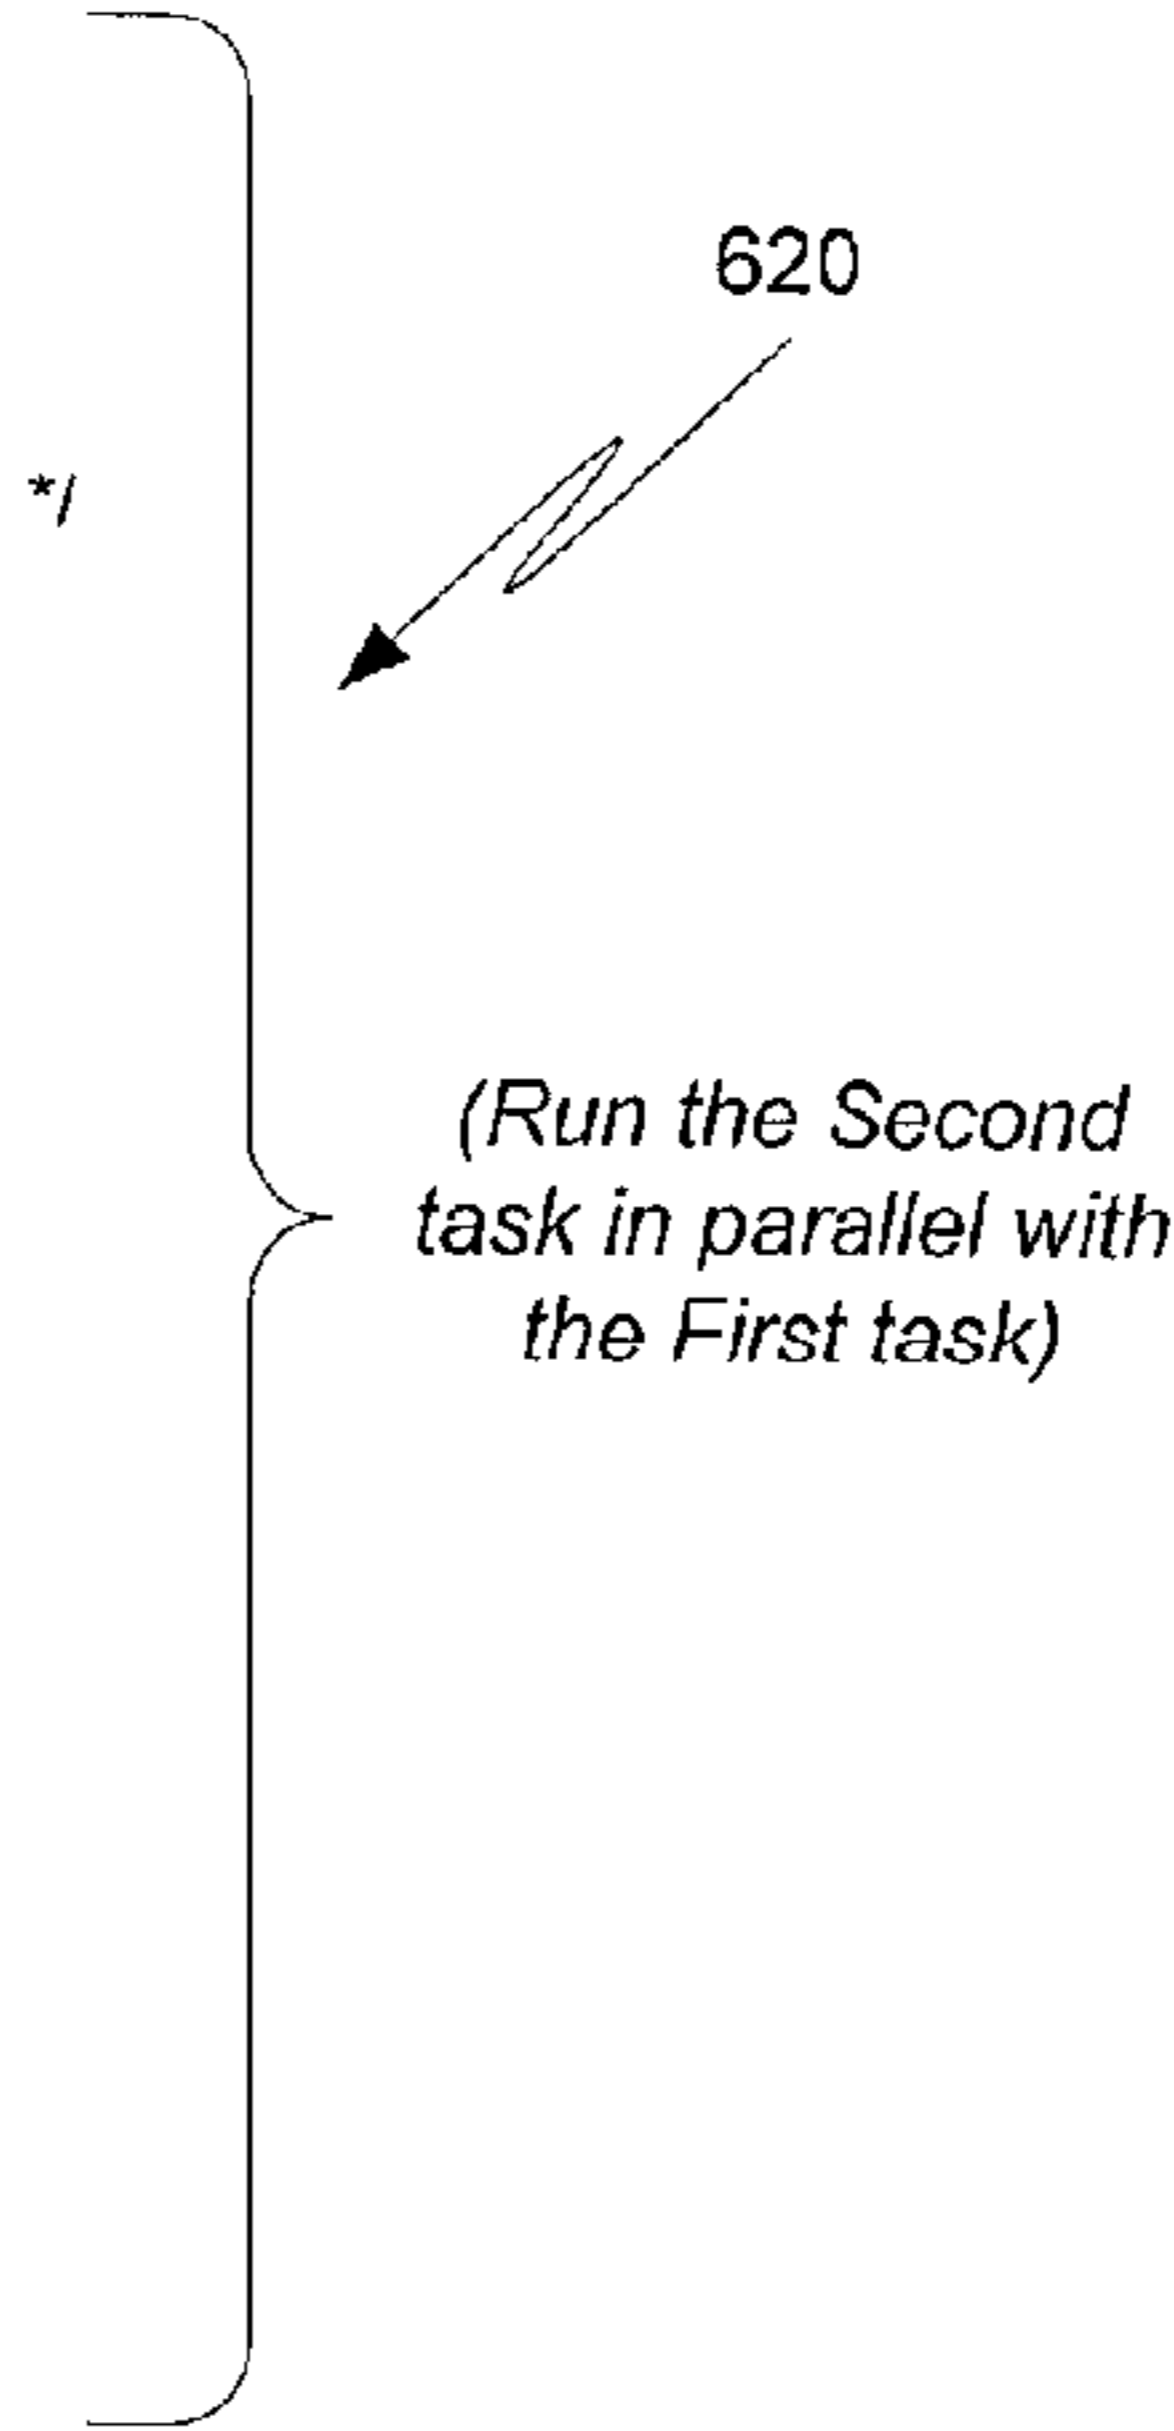 620
*/
(Run the Second
task in parallel with
the First task)